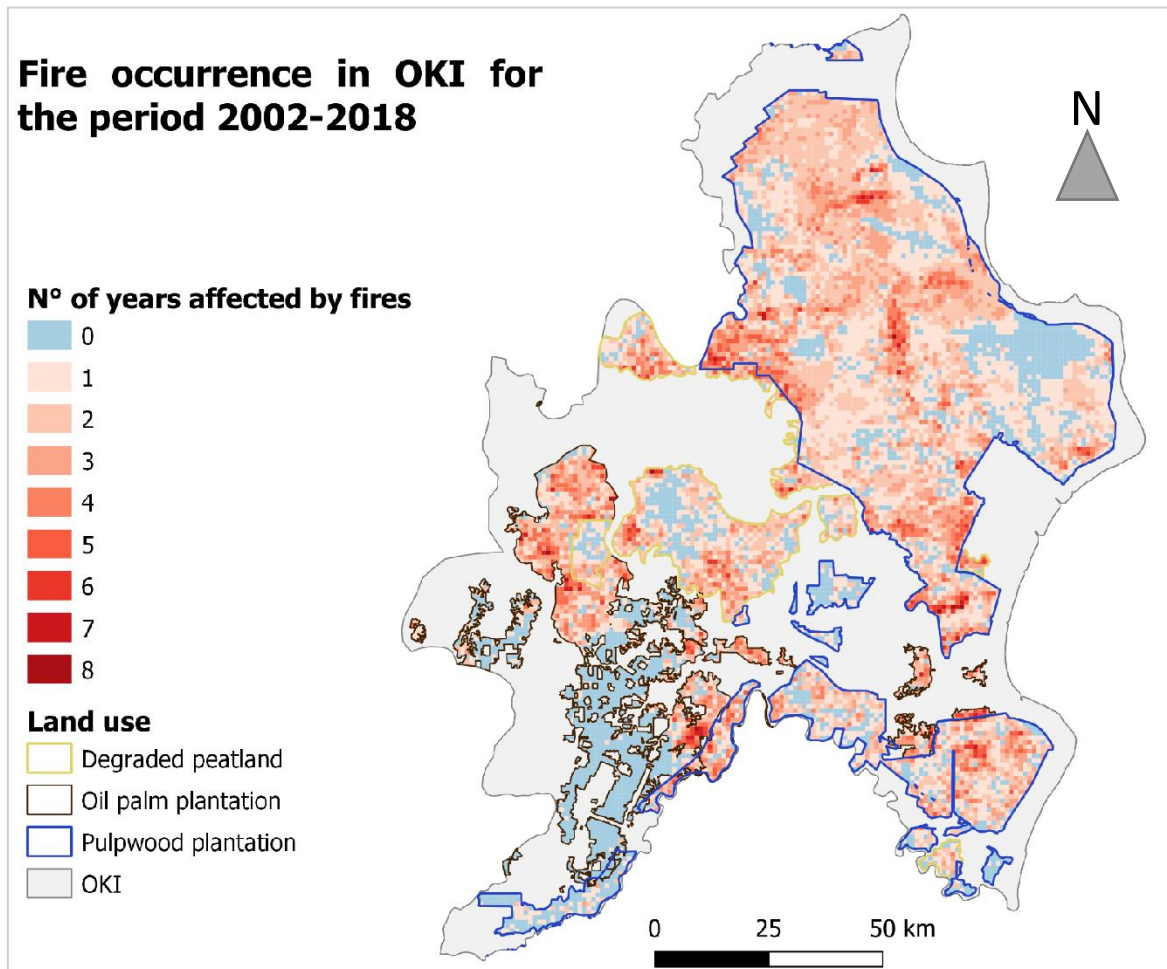 Fire occurrence in OKI for
the period 2002-2018
N
N° of years affected by fires
0
1
2
3
4
5
6
7
8
Land use
Degraded peatland
Oil palm plantation
Pulpwood plantation
OKI
0 25 50 km